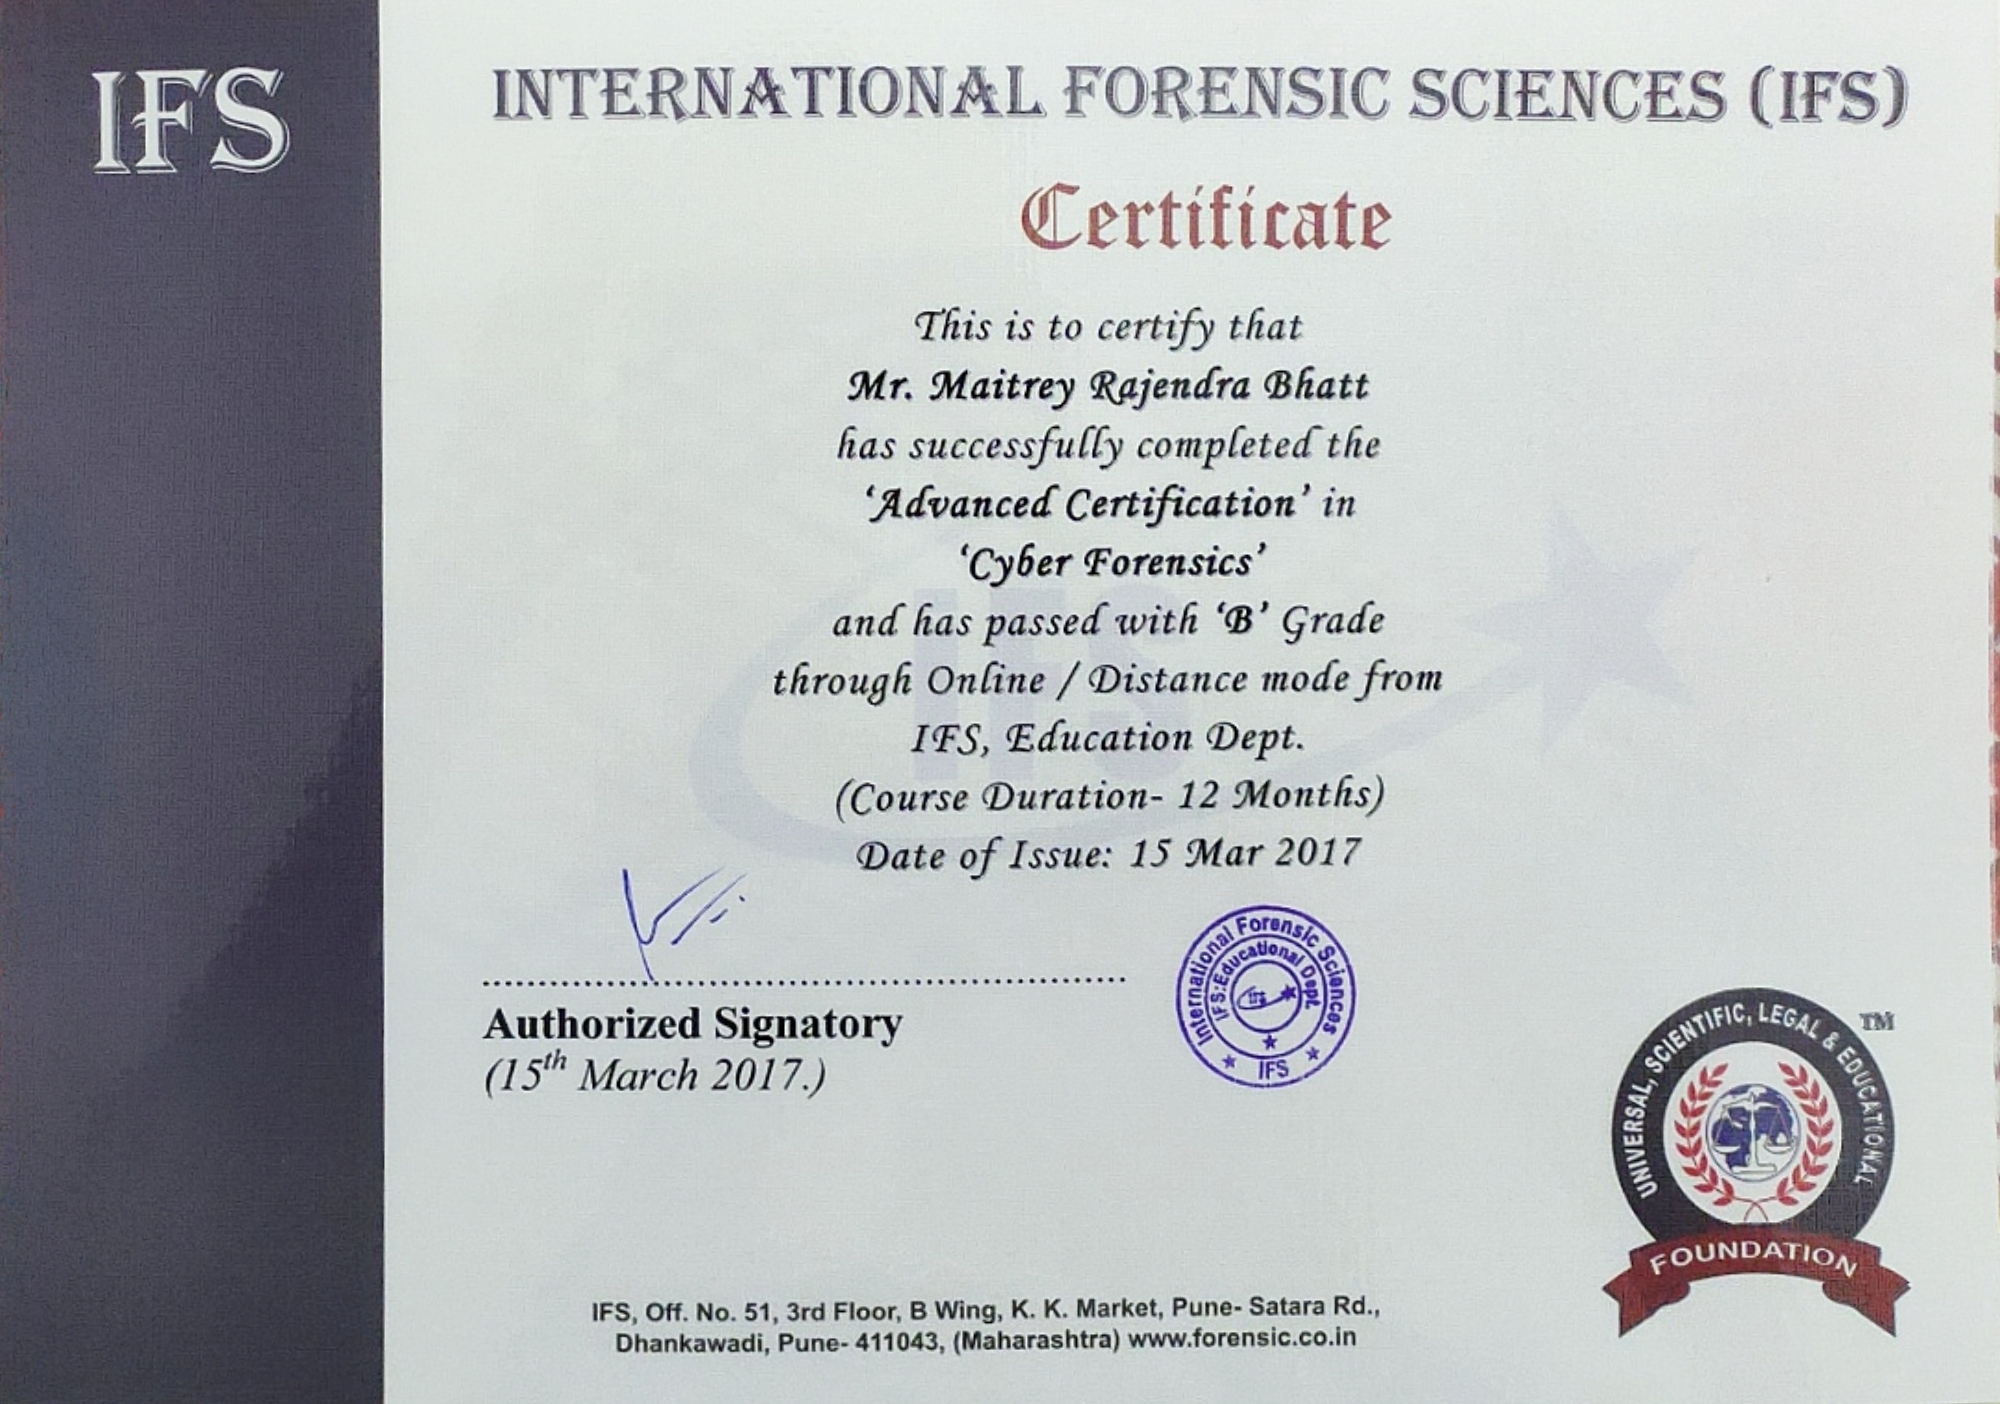 IFS
INTERNATIONAL FORENSIC SCIENCES (IFS)
Certificate
This is to certify that
Mr. Maitrey Rajendra Bhatt
has successfully completed the
‘Advanced Certification’ in
‘Cyber Forensics’
and has passed with ‘B’ Grade
through Online / Distance mode from
IFS, Education Dept.
(Course Duration- 12 Months)
Date of Issue: 15 Mar 2017
Authorized Signatory
(15th March 2017.)
International Forensic Sciences
IFS:Educational Dept.
IFS
IFS
UNIVERSAL, SCIENTIFIC, LEGAL & EDUCATIONAL
TM
FOUNDATION
IFS
IFS, Off. No. 51, 3rd Floor, B Wing, K. K. Market, Pune- Satara Rd.,
Dhankawadi, Pune- 411043, (Maharashtra) www.forensic.co.in